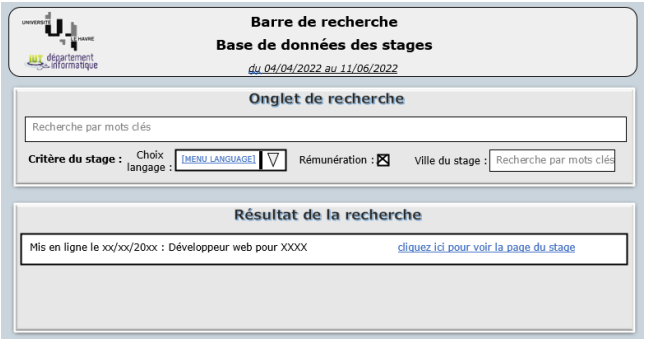 UNIVERSITÉ
LE HAVRE
IUT département
informatique
Barre de recherche
Base de données des stages
du 04/04/2022 au 11/06/2022
Onglet de recherche
Recherche par mots clés
Critère du stage : Choix langage : [MENU LANGUAGE] Rémunération : Ville du stage : Recherche par mots clés
Résultat de la recherche
Mis en ligne le xx/xx/20xx : Développeur web pour XXXX cliquez ici pour voir la page du stage